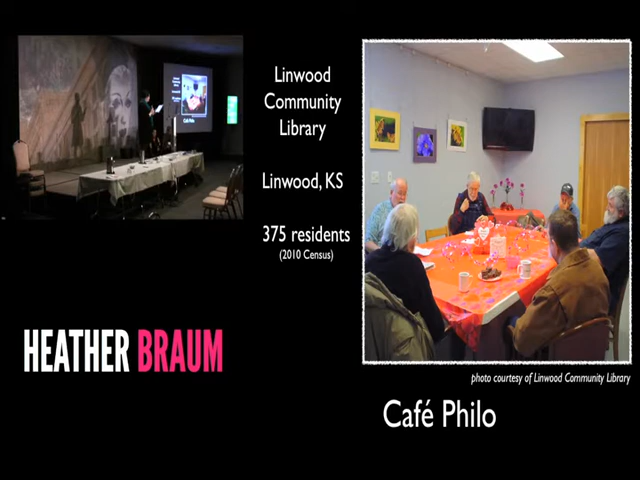 Linwood
Community
Library
Linwood, KS
375 residents
(2010 Census)
HEATHER BRAUM
photo courtesy of Linwood Community Library
Café Philo